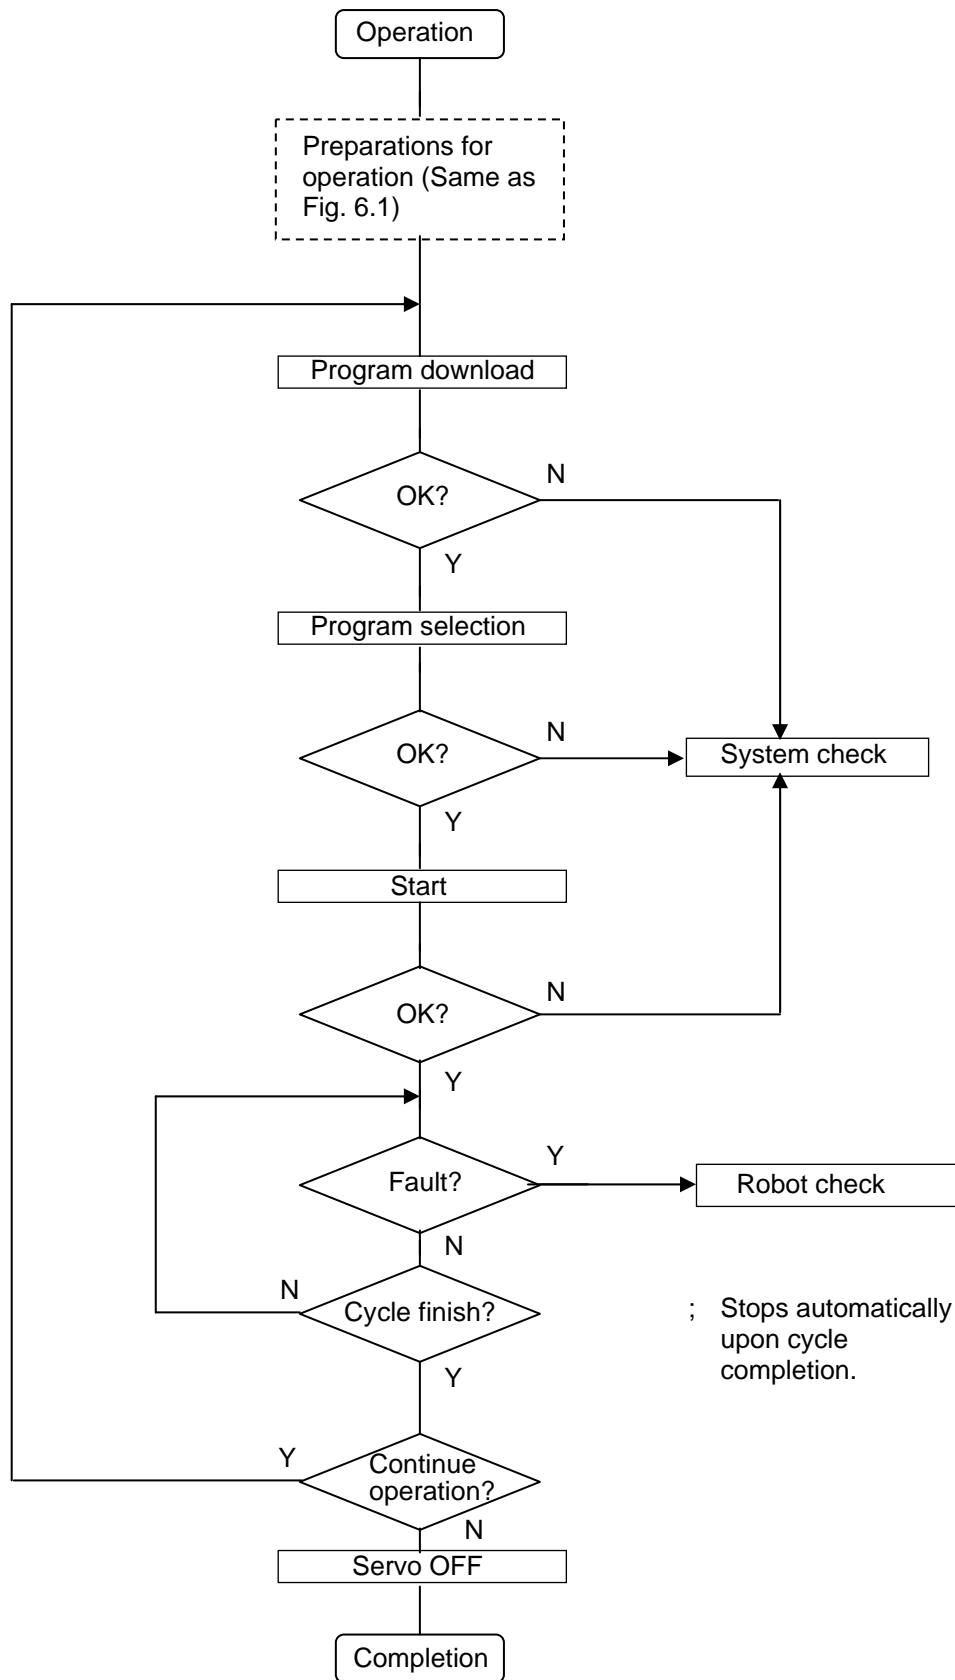 Operation
Preparations for
operation (Same as
Fig. 6.1)
Program download
OK?
N
Y
Program selection
OK?
N
Y
Start
OK?
N
Y
Fault?
Y
Robot check
N
Cycle finish?
N
Y
System check
; Stops automatically
upon cycle
completion.
Continue
operation?
Y
N
Servo OFF
Completion